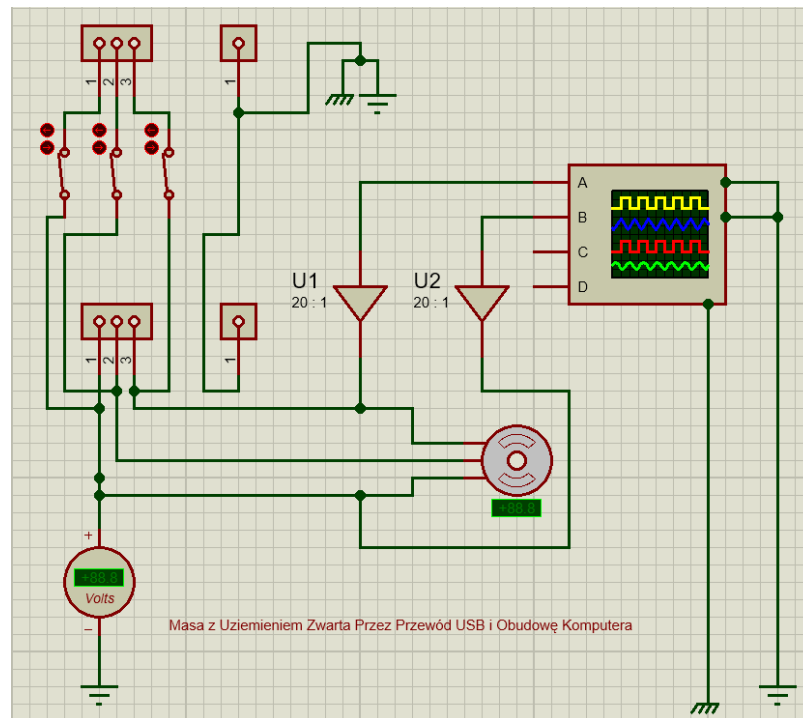 1 2 3
1
A
B
C
D
U1
20 : 1
U2
20 : 1
1 2 3
1
+88.8
+
+88.8
Volts
−
Masa z Uziemieniem Zwarta Przez Przewód USB i Obudowę Komputera